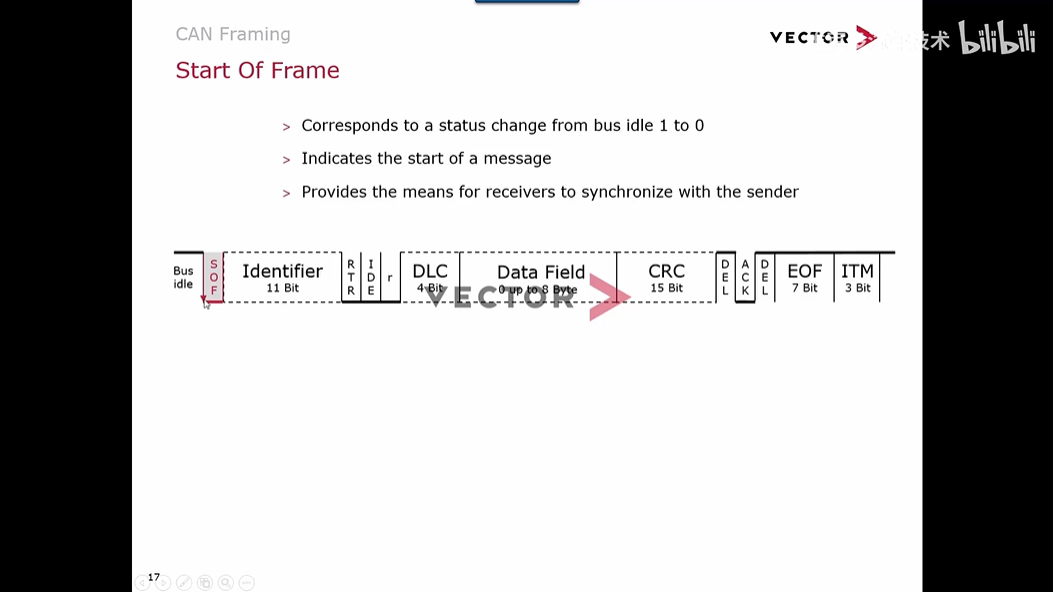 CAN Framing
VECTOR
技术 bilibili
Start Of Frame
> Corresponds to a status change from bus idle 1 to 0
> Indicates the start of a message
> Provides the means for receivers to synchronize with the sender
Bus idle
SOF
Identifier
11 Bit
RTR
IDE
r
DLC
4 Bit
Data Field
0 up to 8 Byte
CRC
15 Bit
DEL
ACK
DEL
EOF
7 Bit
ITM
3 Bit
VECTOR
17